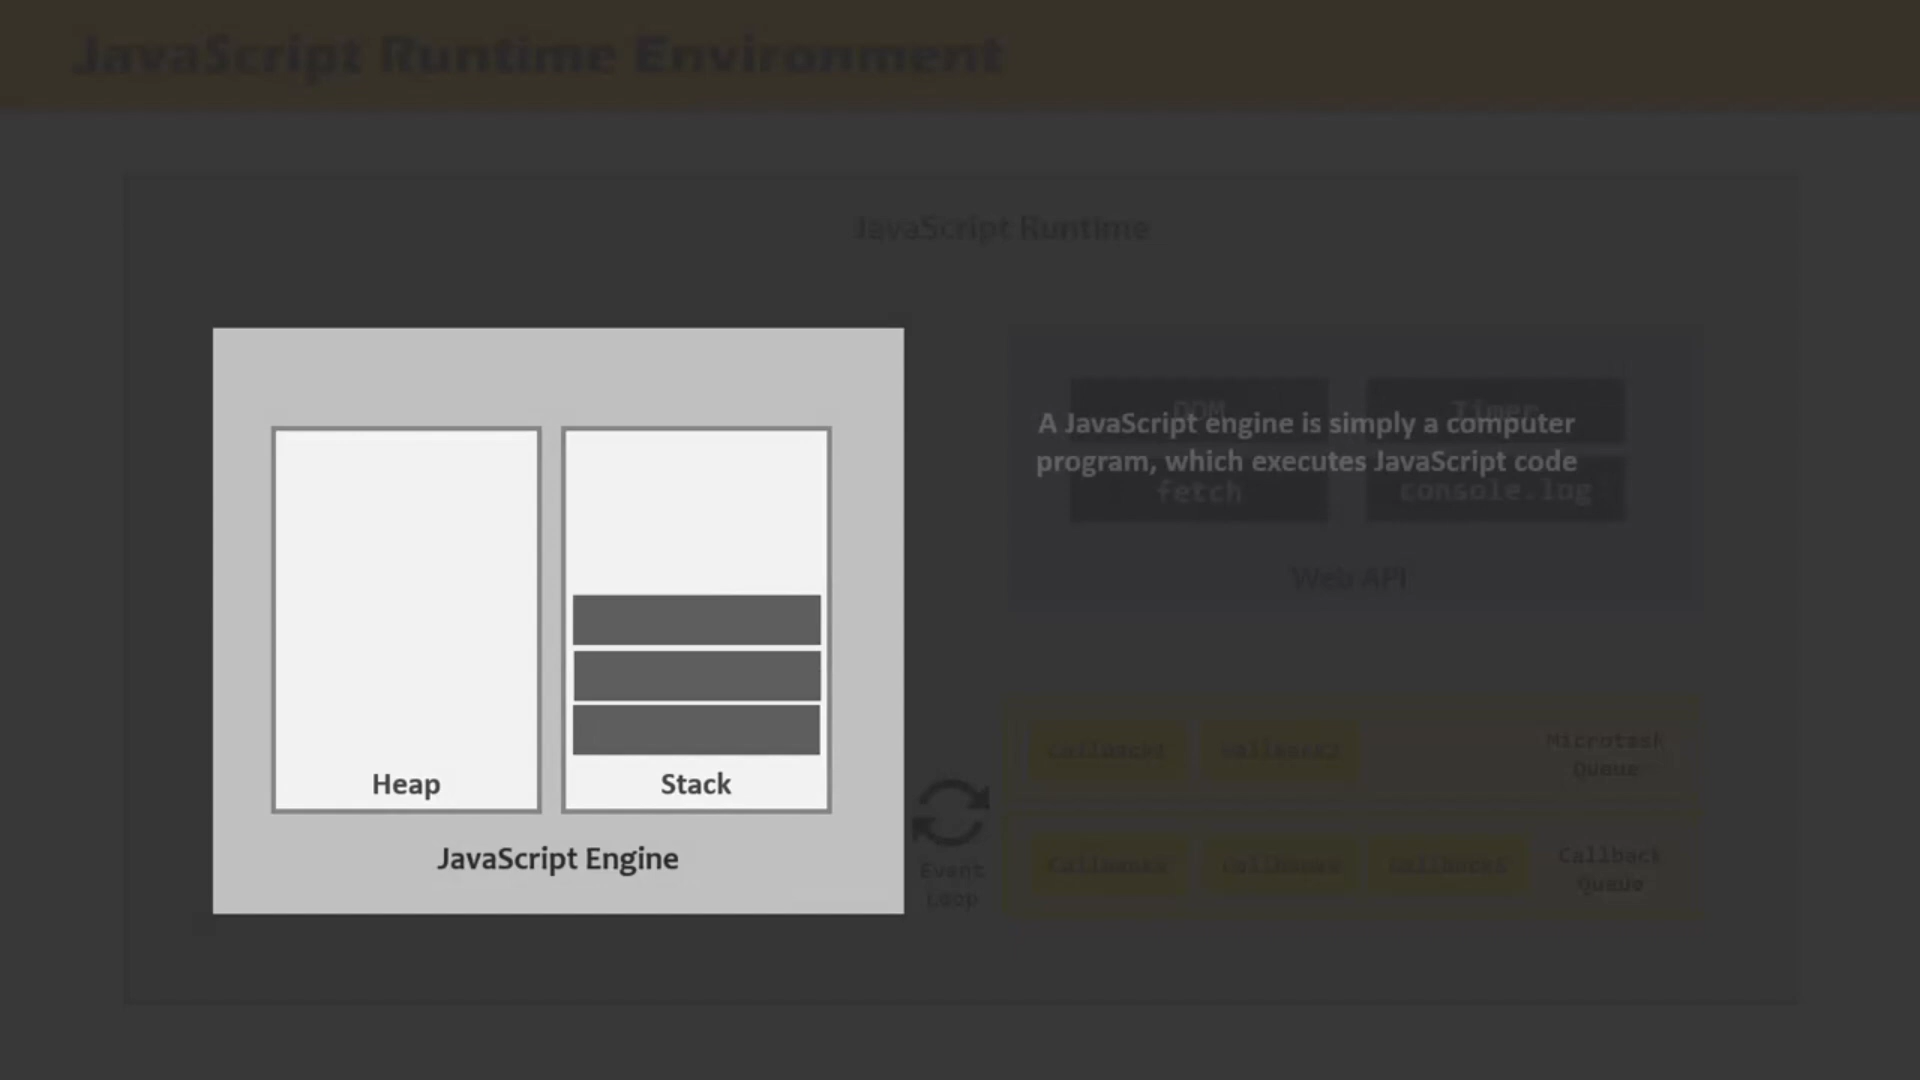 JavaScript Runtime Environment
JavaScript Runtime
DOM
Timer
A JavaScript engine is simply a computer
program, which executes JavaScript code
fetch
console.log
Web API
Heap
Stack
JavaScript Engine
Event
Loop
Microtask
Queue
Callback
Queue